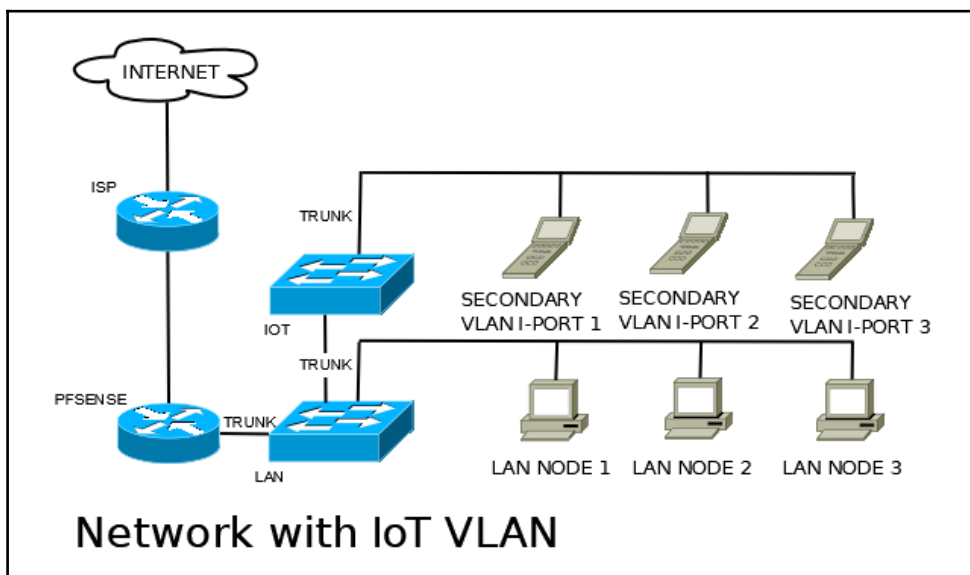 INTERNET
ISP
TRUNK
SECONDARY
VLAN I-PORT 1
SECONDARY
VLAN I-PORT 2
SECONDARY
VLAN I-PORT 3
IOT
TRUNK
PFSENSE
TRUNK
LAN
LAN NODE 1
LAN NODE 2
LAN NODE 3
Network with IoT VLAN